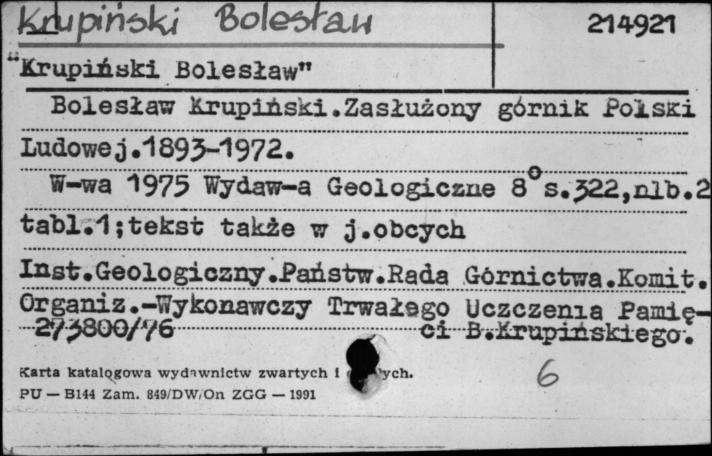 Krupiński Bolesław 214921
"Krupiński Bolesław"
Bolesław Krupiński.Zasłużony górnik Polski
Ludowej.1893-1972.
W-wa 1975 Wydaw-a Geologiczne 8° s.322,nlb.2
tabl.1;tekst także w j.obcych
Inst.Geologiczny.Państw.Rada Górnictwa.Komit.
Organiz.-Wykonawczy Trwałego Uczczenia Pamię-
273800/76 ci B.Krupińskiego.
Karta katalogowa wydawnictw zwartych i
6
PU — B144 Zam. 849/DW/On ZGG — 1991